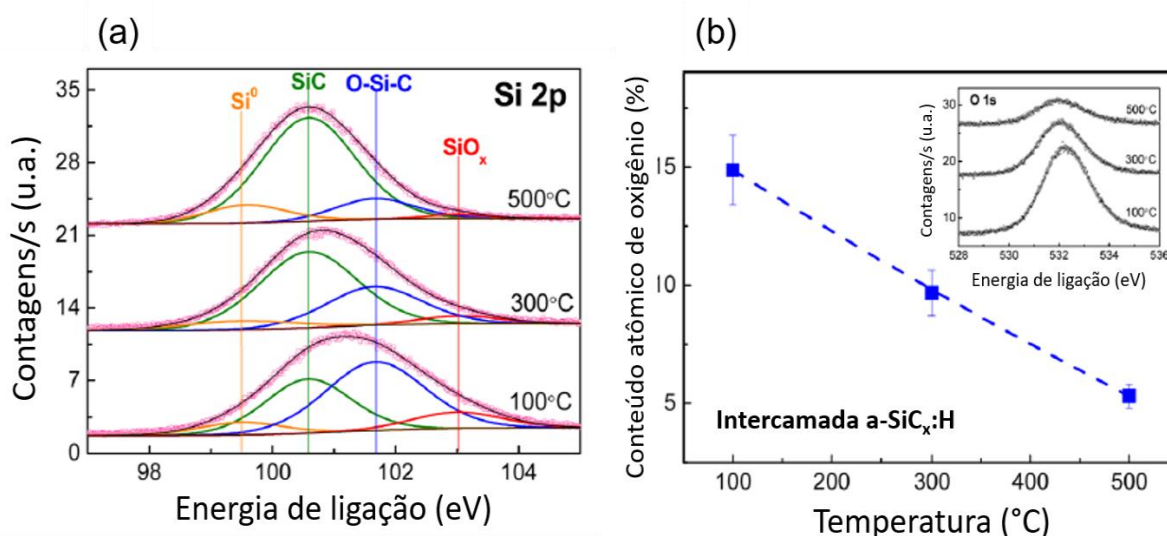 (a)
Si 2p
Si⁰
SiC
O-Si-C
SiOₓ
500°C
300°C
100°C
35
28
21
14
7
0
98
100
102
104
Contagens/s (u.a.)
Energia de ligação (eV)
(b)
Conteúdo atômico de oxigênio (%)
15
10
5
100
200
300
400
500
Temperatura (°C)
Intercamada a-SiCₓ:H
O 1s
500°C
300°C
100°C
30
20
10
528
530
532
534
536
Contagens/s (u.a.)
Energia de ligação (eV)